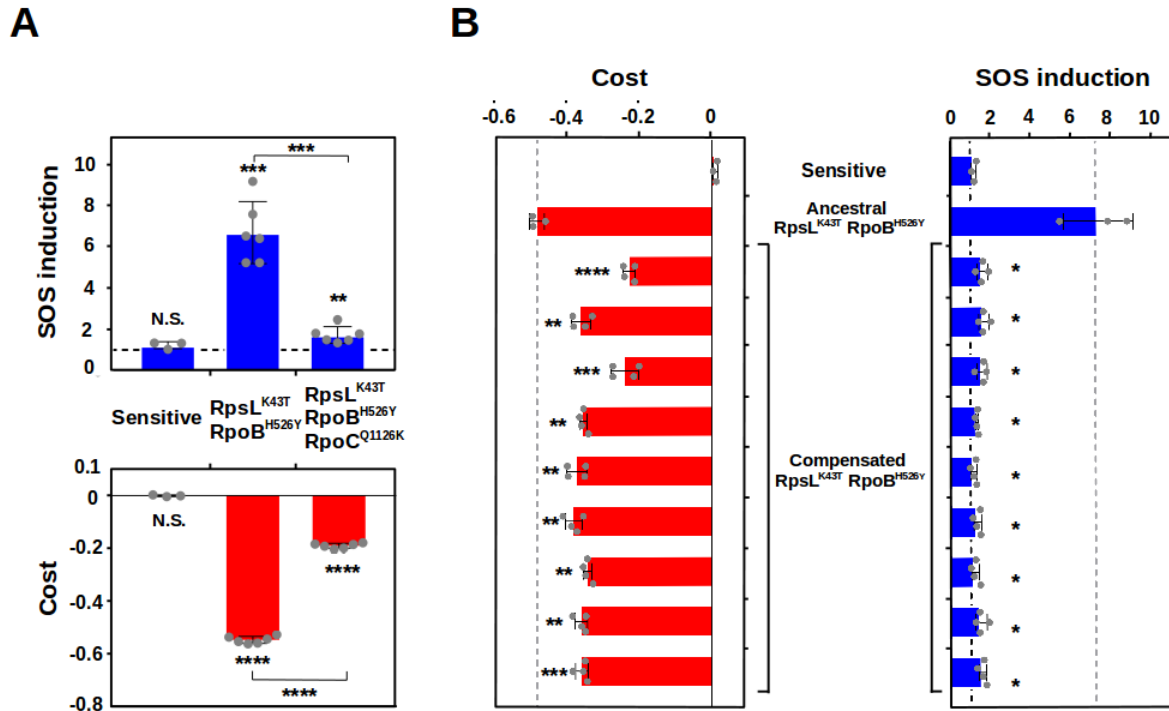 A
SOS induction
10
8
6
4
2
0
N.S.
***
***
**
Sensitive
RpsL^K43T
RpoB^H526Y
RpsL^K43T
RpoB^H526Y
RpoC^Q1126K
Cost
0.1
0
-0.2
-0.4
-0.6
-0.8
N.S.
****
****
****
B
Cost
-0.6 -0.4 -0.2 0
SOS induction
0 2 4 6 8 10
Sensitive
Ancestral
RpsL^K43T RpoB^H526Y
Compensated
RpsL^K43T RpoB^H526Y
****
**
***
**
**
**
**
**
***
*
*
*
*
*
*
*
*
*